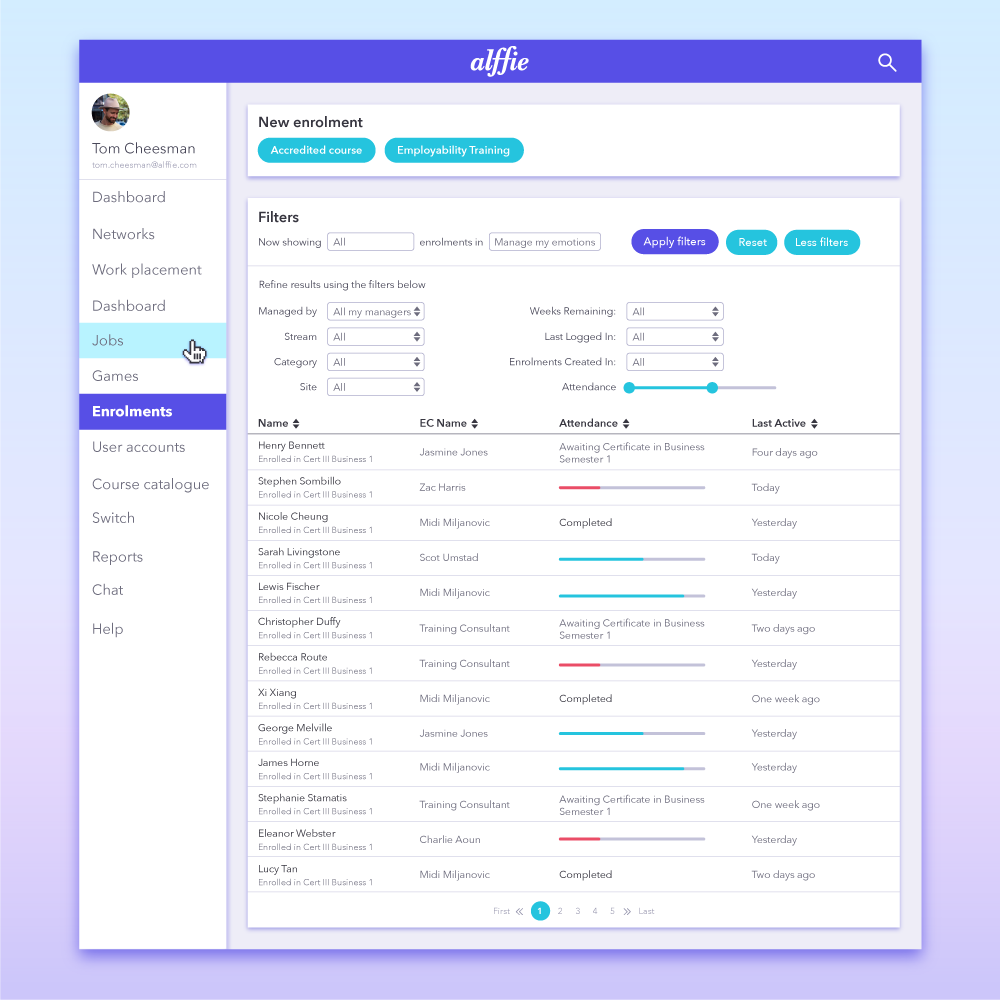 alffie
Tom Cheesman
tom.cheesman@alffie.com
Dashboard
Networks
Work placement
Dashboard
Jobs
Games
Enrolments
User accounts
Course catalogue
Switch
Reports
Chat
Help
New enrolment
Accredited course Employability Training
Filters
Now showing All enrolments in Manage my emotions Apply filters Reset Less filters
Refine results using the filters below
Managed by All my managers Weeks Remaining: All
Stream All Last Logged In: All
Category All Enrolments Created In: All
Site All Attendance
Name EC Name Attendance Last Active
Henry Bennett
Enrolled in Cert III Business 1
Jasmine Jones
Awaiting Certificate in Business
Semester 1
Four days ago
Stephen Sombillo
Enrolled in Cert III Business 1
Zac Harris
Today
Nicole Cheung
Enrolled in Cert III Business 1
Midi Miljanovic
Completed
Yesterday
Sarah Livingstone
Enrolled in Cert III Business 1
Scot Umstad
Today
Lewis Fischer
Enrolled in Cert III Business 1
Midi Miljanovic
Yesterday
Christopher Duffy
Enrolled in Cert III Business 1
Training Consultant
Awaiting Certificate in Business
Semester 1
Two days ago
Rebecca Route
Enrolled in Cert III Business 1
Training Consultant
Yesterday
Xi Xiang
Enrolled in Cert III Business 1
Midi Miljanovic
Completed
One week ago
George Melville
Enrolled in Cert III Business 1
Jasmine Jones
Yesterday
James Horne
Enrolled in Cert III Business 1
Midi Miljanovic
Yesterday
Stephanie Stamatis
Enrolled in Cert III Business 1
Training Consultant
Awaiting Certificate in Business
Semester 1
One week ago
Eleanor Webster
Enrolled in Cert III Business 1
Charlie Aoun
Yesterday
Lucy Tan
Enrolled in Cert III Business 1
Midi Miljanovic
Completed
Two days ago
First « 1 2 3 4 5 » Last